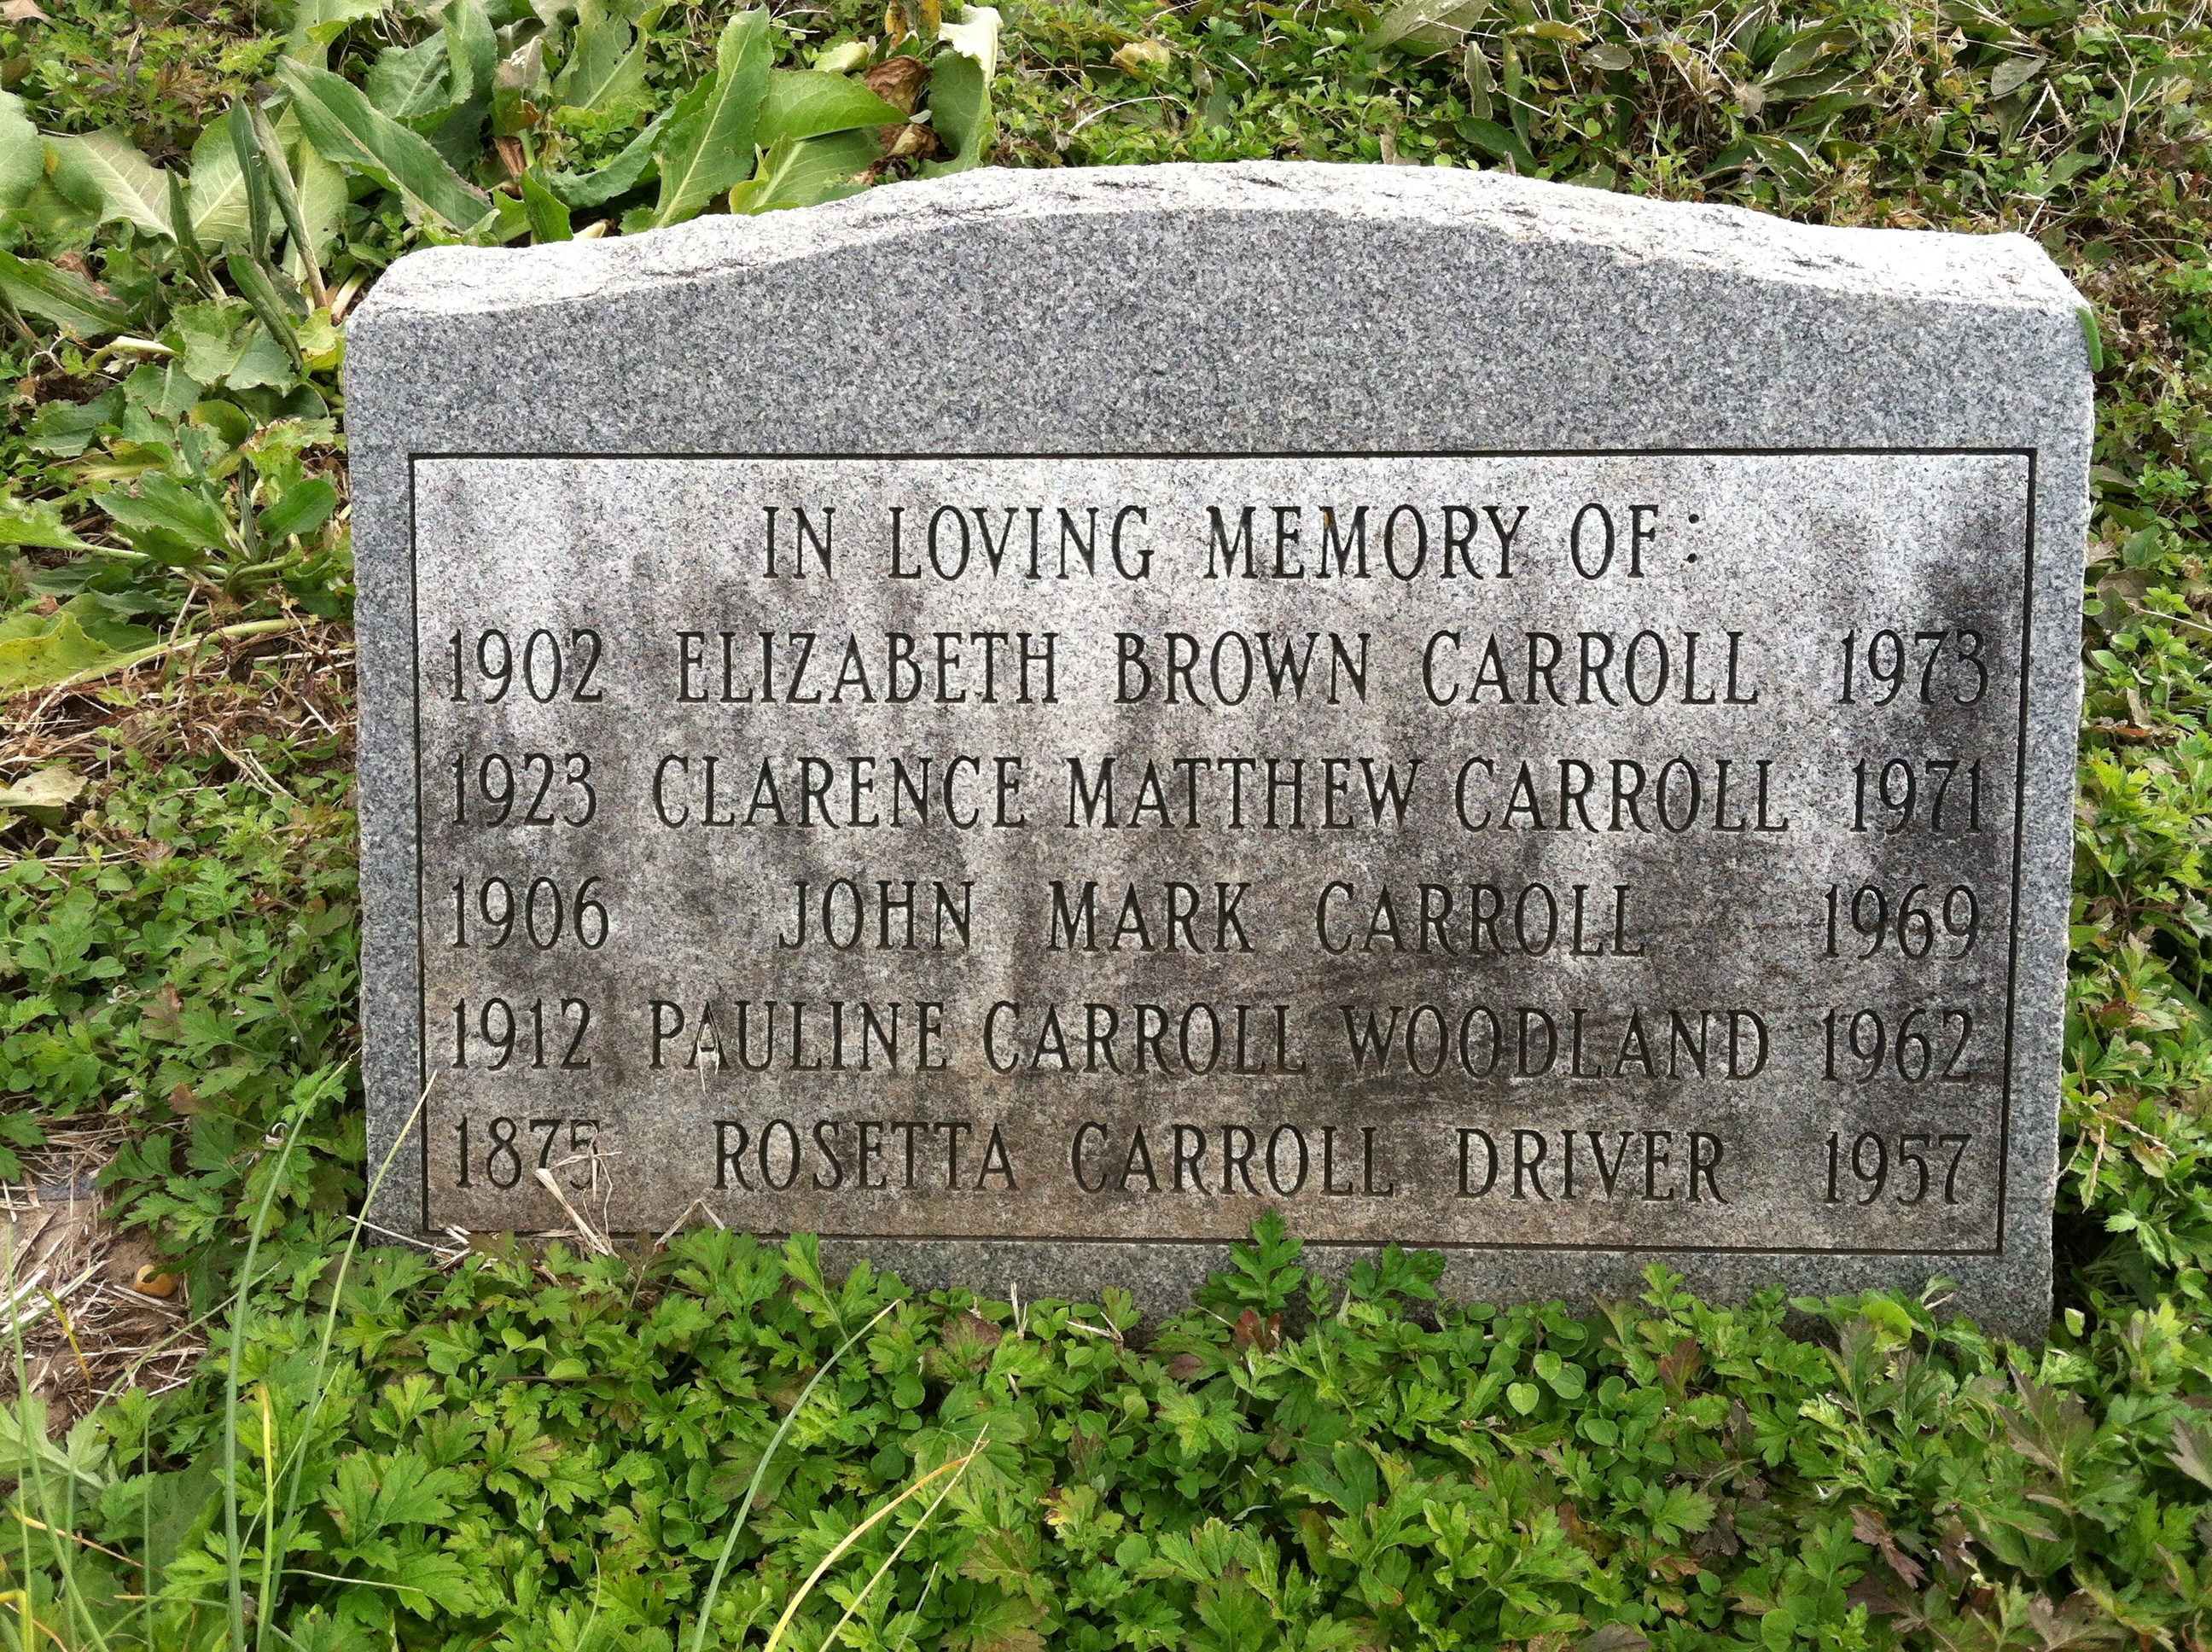 IN LOVING MEMORY OF:
1902 ELIZABETH BROWN CARROLL 1973
1923 CLARENCE MATTHEW CARROLL 1971
1906 JOHN MARK CARROLL 1969
1912 PAULINE CARROLL WOODLAND 1962
1875 ROSETTA CARROLL DRIVER 1957